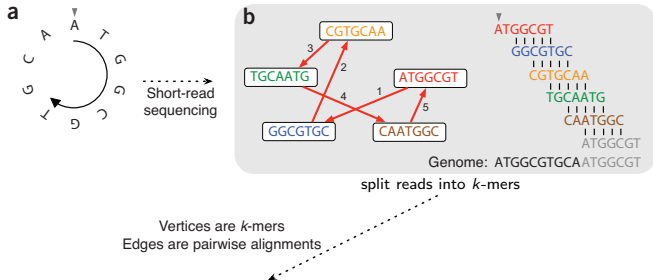 a
A
T
G
G
C
G
T
G
C
A
Short-read
sequencing
b
CGTGCAA
TGCAATG
ATGGCGT
GGCGTGC
CAATGGC
3
2
1
4
5
ATGGCGT
GGCGTGC
CGTGCAA
TGCAATG
CAATGGC
ATGGCGT
Genome: ATGGCGTGCAATGGCGT
split reads into k-mers
Vertices are k-mers
Edges are pairwise alignments